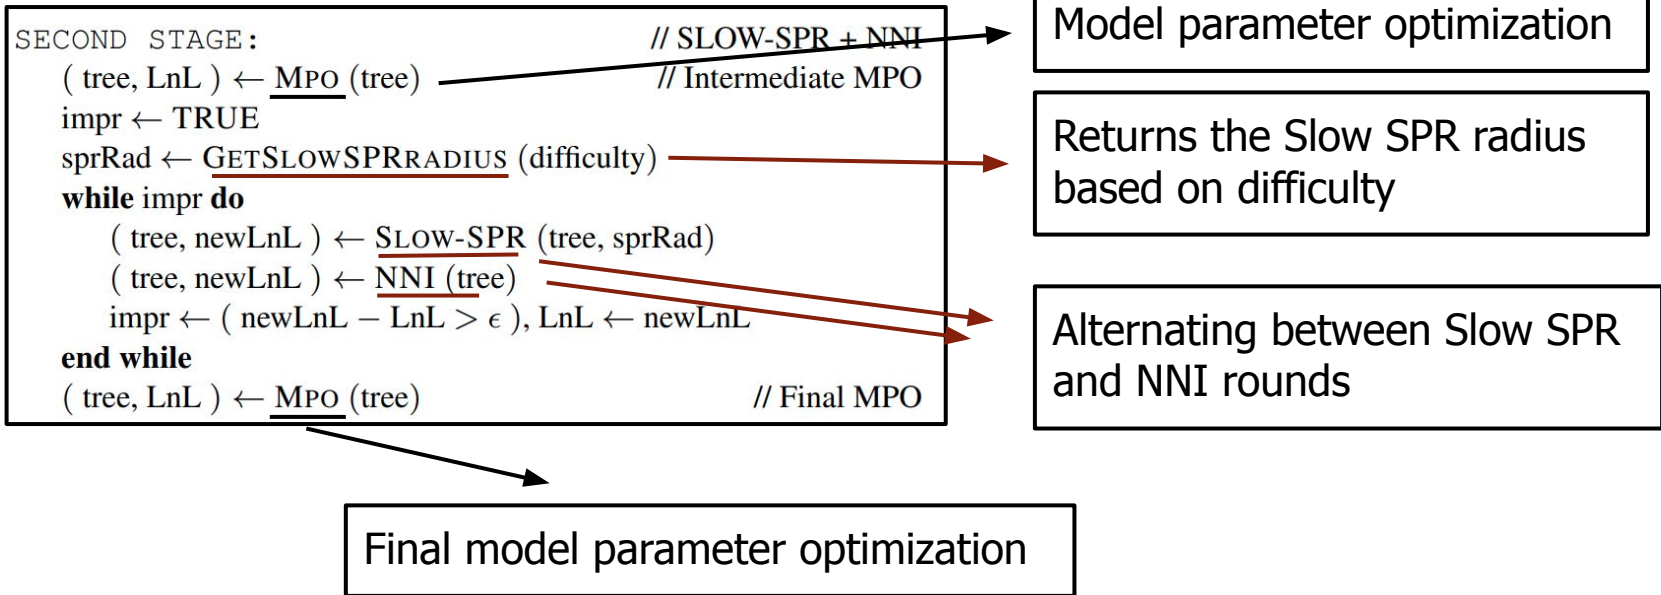 SECOND STAGE: // SLOW-SPR + NNI
( tree, LnL ) ← MPO (tree) // Intermediate MPO
impr ← TRUE
sprRad ← GETSLOWSPRRADIUS (difficulty)
while impr do
( tree, newLnL ) ← SLOW-SPR (tree, sprRad)
( tree, newLnL ) ← NNI (tree)
impr ← ( newLnL − LnL > ϵ ), LnL ← newLnL
end while
( tree, LnL ) ← MPO (tree) // Final MPO
Model parameter optimization
Returns the Slow SPR radius
based on difficulty
Alternating between Slow SPR
and NNI rounds
Final model parameter optimization